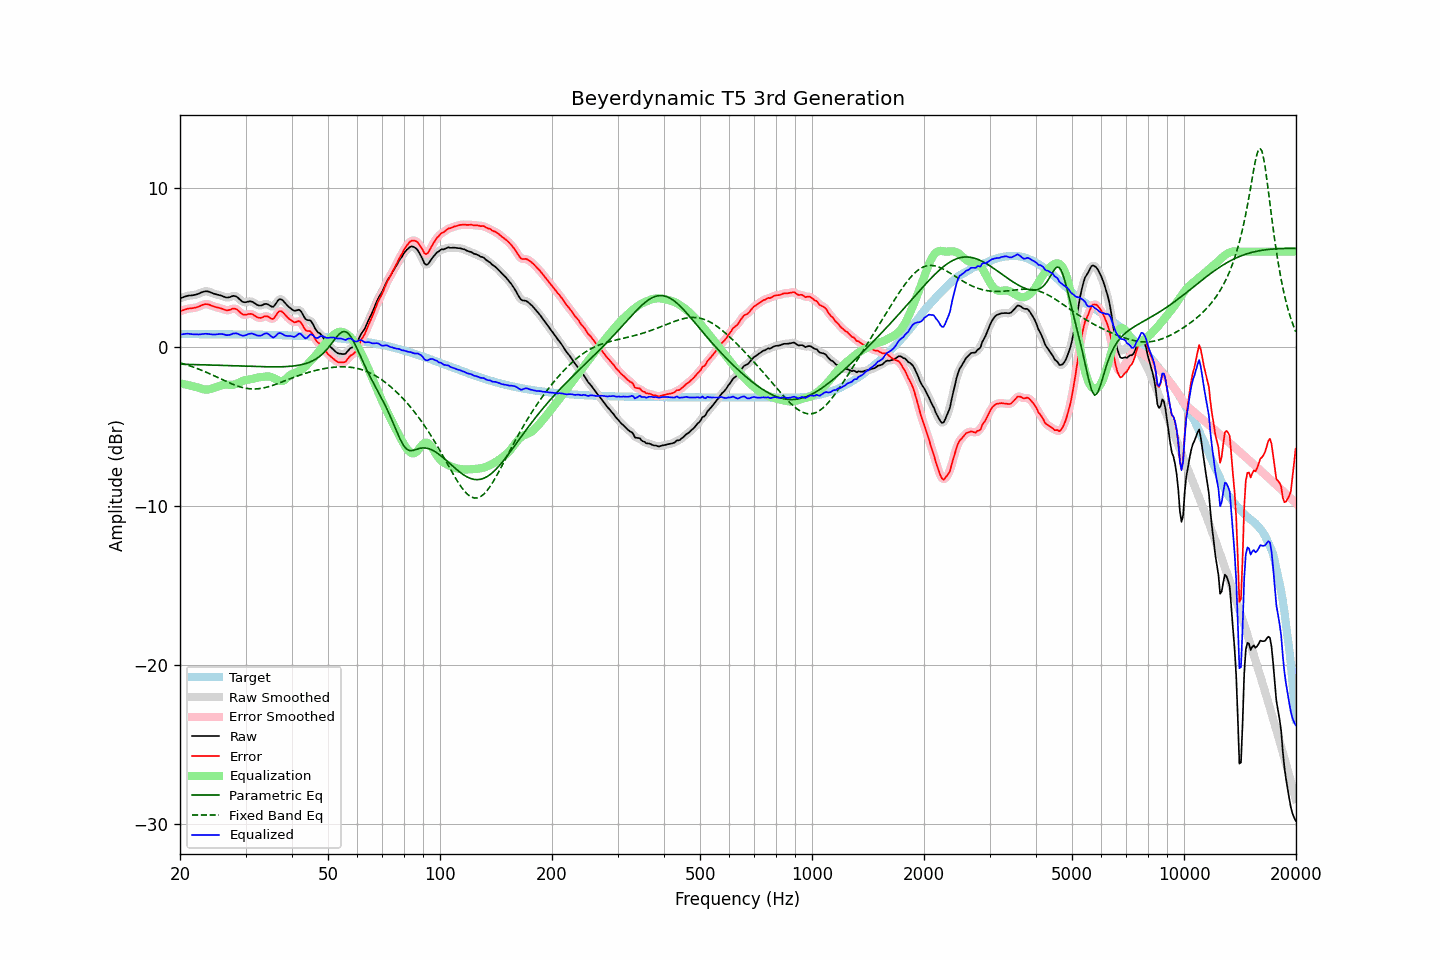 Beyerdynamic T5 3rd Generation
Amplitude (dBr)
10
0
−10
−20
−30
Target
Raw Smoothed
Error Smoothed
Raw
Error
Equalization
Parametric Eq
Fixed Band Eq
Equalized
20 50 100 200 500 1000 2000 5000 10000 20000
Frequency (Hz)